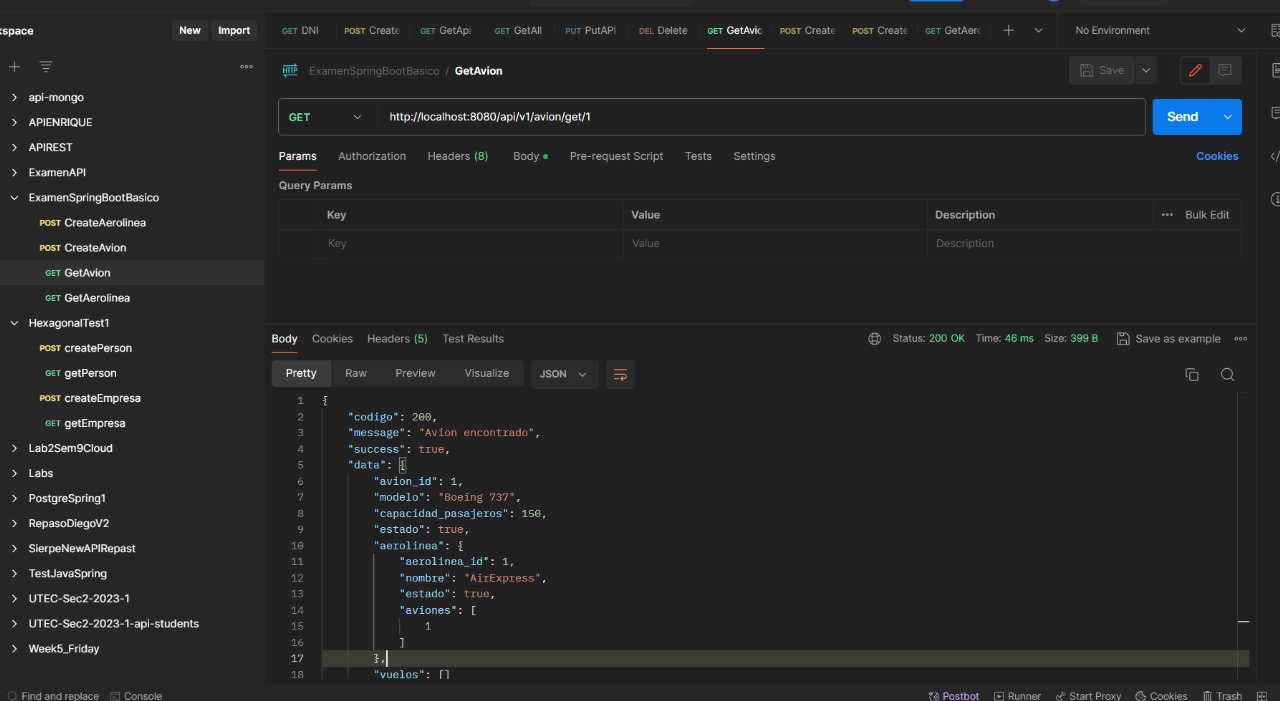 kspace New Import
GET DNI POST Create GET GetApi GET GetAll PUT PutAPI DEL Delete GET GetAvio POST Create POST Create GET GetAero No Environment
HTTP ExamenSpringBootBasico / GetAvion Save
GET http://localhost:8080/api/v1/avion/get/1 Send
Params Authorization Headers (8) Body Pre-request Script Tests Settings Cookies
Query Params
Key Value Description Bulk Edit
Key Value Description
api-mongo
APIENRIQUE
APIREST
ExamenAPI
ExamenSpringBootBasico
POST CreateAerolinea
POST CreateAvion
GET GetAvion
GET GetAerolinea
HexagonalTest1
POST createPerson
GET getPerson
POST createEmpresa
GET getEmpresa
Lab2Sem9Cloud
Labs
PostgreSpring1
RepasoDiegoV2
SierpeNewAPIRepast
TestJavaSpring
UTEC-Sec2-2023-1
UTEC-Sec2-2023-1-api-students
Week5_Friday
Body Cookies Headers (5) Test Results Status: 200 OK Time: 46 ms Size: 399 B Save as example
Pretty Raw Preview Visualize JSON
1 {
2 "codigo": 200,
3 "message": "Avion encontrado",
4 "success": true,
5 "data": {
6 "avion_id": 1,
7 "modelo": "Boeing 737",
8 "capacidad_pasajeros": 150,
9 "estado": true,
10 "aerolinea": {
11 "aerolinea_id": 1,
12 "nombre": "AirExpress",
13 "estado": true,
14 "aviones": [
15 1
16 ]
17 },
18 "vuelos": []
Find and replace Console Postbot Runner Start Proxy Cookies Trash